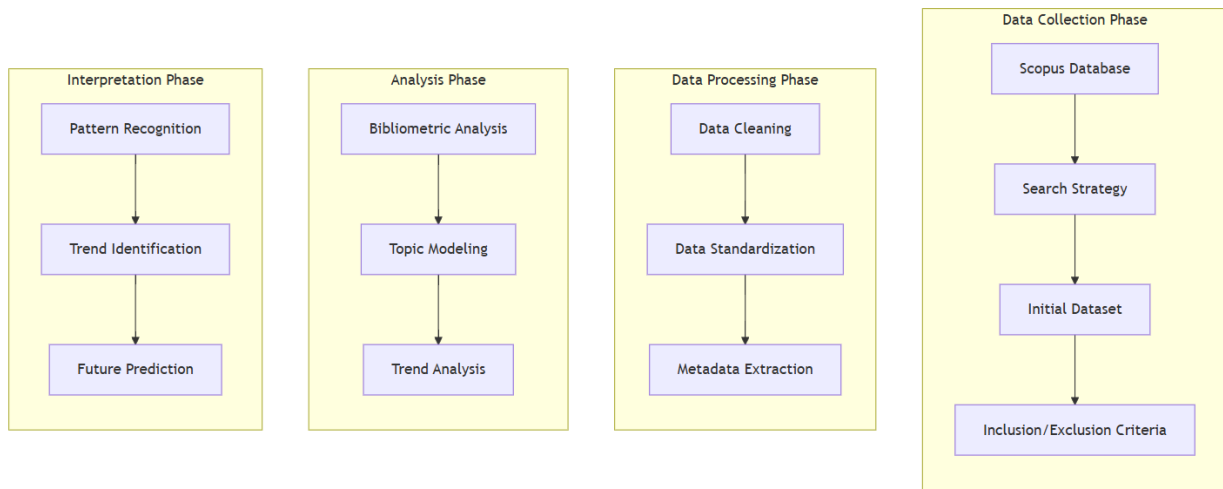 Interpretation Phase
Pattern Recognition
Trend Identification
Future Prediction
Analysis Phase
Bibliometric Analysis
Topic Modeling
Trend Analysis
Data Processing Phase
Data Cleaning
Data Standardization
Metadata Extraction
Data Collection Phase
Scopus Database
Search Strategy
Initial Dataset
Inclusion/Exclusion Criteria